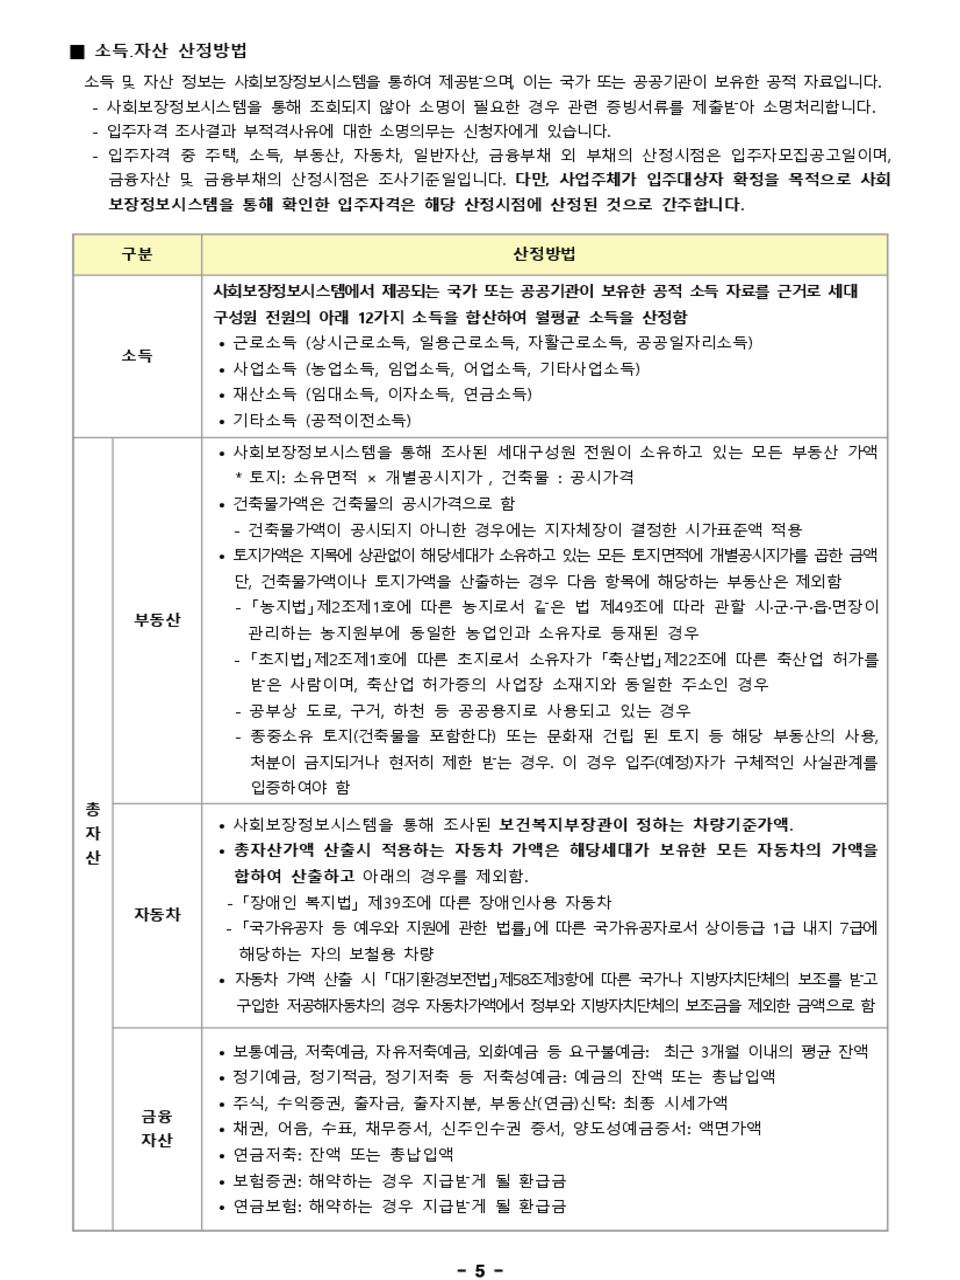 ■ 소득.자산 산정방법
소득 및 자산 정보는 사회보장정보시스템을 통하여 제공받으며, 이는 국가 또는 공공기관이 보유한 공적 자료입니다.
- 사회보장정보시스템을 통해 조회되지 않아 소명이 필요한 경우 관련 증빙서류를 제출받아 소명처리합니다.
- 입주자격 조사결과 부적격사유에 대한 소명의무는 신청자에게 있습니다.
- 입주자격 중 주택, 소득, 부동산, 자동차, 일반자산, 금융부채 외 부채의 산정시점은 입주자모집공고일이며,
금융자산 및 금융부채의 산정시점은 조사기준일입니다. 다만, 사업주체가 입주대상자 확정을 목적으로 사회
보장정보시스템을 통해 확인한 입주자격은 해당 산정시점에 산정된 것으로 간주합니다.
구분 산정방법
사회보장정보시스템에서 제공되는 국가 또는 공공기관이 보유한 공적 소득 자료를 근거로 세대
구성원 전원의 아래 12가지 소득을 합산하여 월평균 소득을 산정함
• 근로소득 (상시근로소득, 일용근로소득, 자활근로소득, 공공일자리소득)
소득
• 사업소득 (농업소득, 임업소득, 어업소득, 기타사업소득)
• 재산소득 (임대소득, 이자소득, 연금소득)
• 기타소득 (공적이전소득)
총
자
산
부동산
• 사회보장정보시스템을 통해 조사된 세대구성원 전원이 소유하고 있는 모든 부동산 가액
* 토지: 소유면적 × 개별공시지가 , 건축물 : 공시가격
• 건축물가액은 건축물의 공시가격으로 함
- 건축물가액이 공시되지 아니한 경우에는 지자체장이 결정한 시가표준액 적용
• 토지가액은 지목에 상관없이 해당세대가 소유하고 있는 모든 토지면적에 개별공시지가를 곱한 금액
단, 건축물가액이나 토지가액을 산출하는 경우 다음 항목에 해당하는 부동산은 제외함
- 「농지법」제2조제1호에 따른 농지로서 같은 법 제49조에 따라 관할 시·군·구·읍·면장이
관리하는 농지원부에 동일한 농업인과 소유자로 등재된 경우
- 「초지법」제2조제1호에 따른 초지로서 소유자가 「축산법」제22조에 따른 축산업 허가를
받은 사람이며, 축산업 허가증의 사업장 소재지와 동일한 주소인 경우
- 공부상 도로, 구거, 하천 등 공공용지로 사용되고 있는 경우
- 종중소유 토지(건축물을 포함한다) 또는 문화재 건립 된 토지 등 해당 부동산의 사용,
처분이 금지되거나 현저히 제한 받는 경우. 이 경우 입주(예정)자가 구체적인 사실관계를
입증하여야 함
자동차
• 사회보장정보시스템을 통해 조사된 보건복지부장관이 정하는 차량기준가액.
• 총자산가액 산출시 적용하는 자동차 가액은 해당세대가 보유한 모든 자동차의 가액을
합하여 산출하고 아래의 경우를 제외함.
- 「장애인 복지법」 제39조에 따른 장애인사용 자동차
- 「국가유공자 등 예우와 지원에 관한 법률」에 따른 국가유공자로서 상이등급 1급 내지 7급에
해당하는 자의 보철용 차량
• 자동차 가액 산출 시 「대기환경보전법」제58조제3항에 따른 국가나 지방자치단체의 보조를 받고
구입한 저공해자동차의 경우 자동차가액에서 정부와 지방자치단체의 보조금을 제외한 금액으로 함
금융
자산
• 보통예금, 저축예금, 자유저축예금, 외화예금 등 요구불예금: 최근 3개월 이내의 평균 잔액
• 정기예금, 정기적금, 정기저축 등 저축성예금: 예금의 잔액 또는 총납입액
• 주식, 수익증권, 출자금, 출자지분, 부동산(연금)신탁: 최종 시세가액
• 채권, 어음, 수표, 채무증서, 신주인수권 증서, 양도성예금증서: 액면가액
• 연금저축: 잔액 또는 총납입액
• 보험증권: 해약하는 경우 지급받게 될 환급금
• 연금보험: 해약하는 경우 지급받게 될 환급금
- 5 -